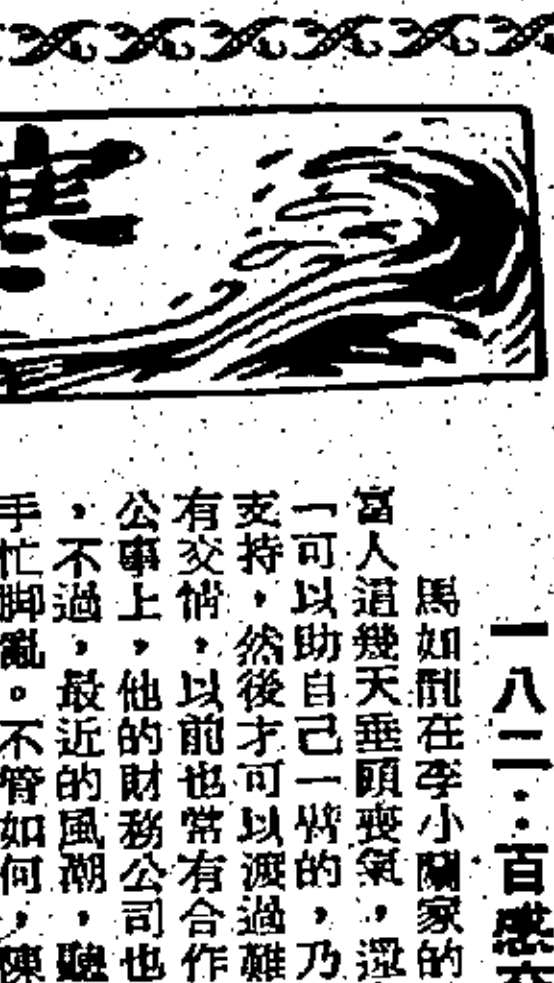 一八二：百感交
馬如剛在李小蘭家的
富人這幾天垂頭喪氣，還
一可以助自己一臂的，乃
支持，然後才可以渡過難
有交情，以前也常有合作
公事上，他的財務公司也
，不過，最近的風潮，聽
手忙脚亂。不管如何，陳